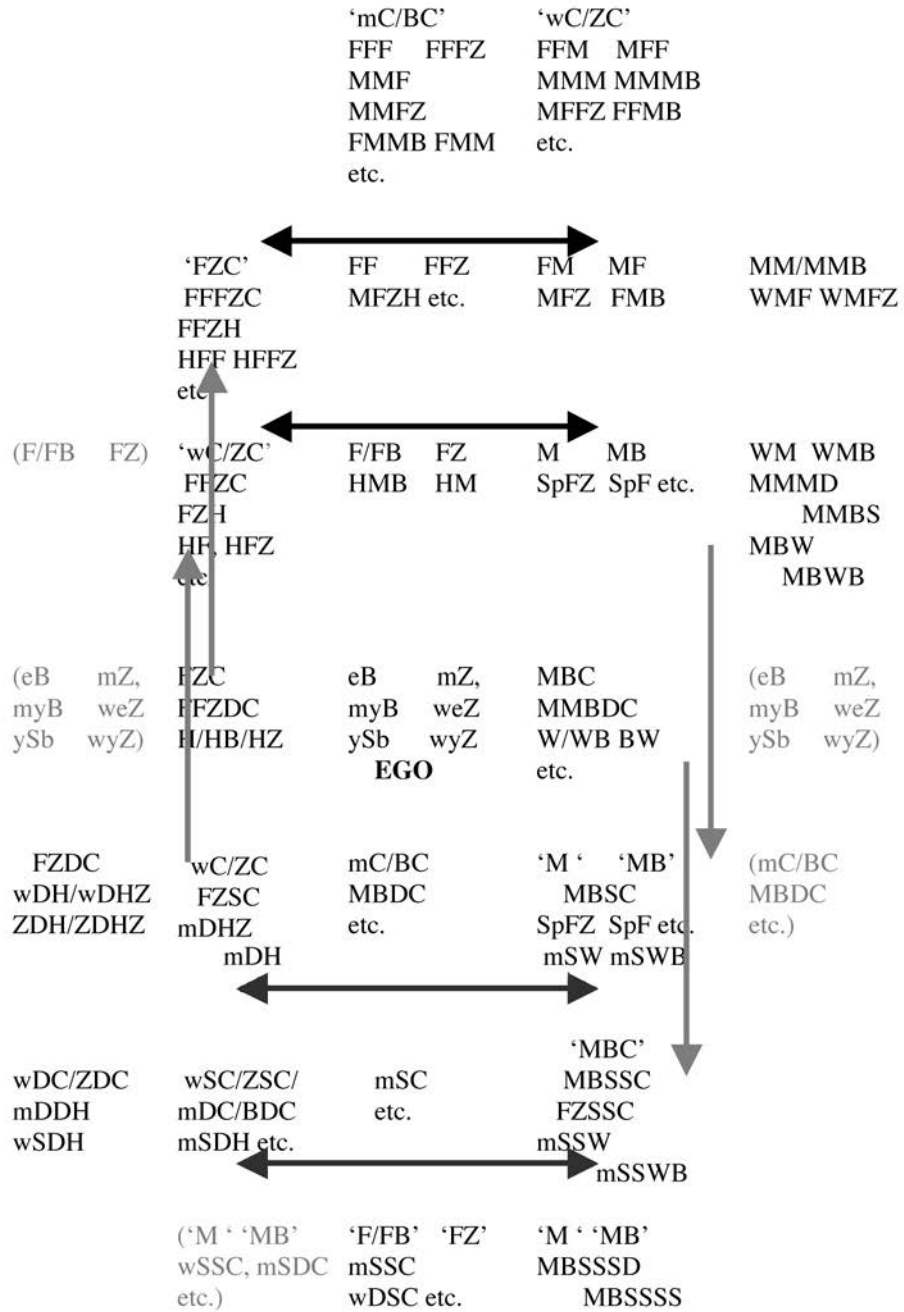 ‘mC/BC’ ‘wC/ZC’
FFF FFFZ FFM MFF
MMF MMM MMMB
MMFZ MFFZ FFMB
FMMB FMM etc.
etc.
‘FZC’ FF FFZ FM MF MM/MMB
FFFZC MFZH etc. MFZ FMB WMF WMFZ
FFZH
HFF HFFZ
etc
(F/FB FZ) ‘wC/ZC’ F/FB FZ M MB WM WMB
FFZC HMB HM SpFZ SpF etc. MMMD
FZH MMBS
HF, HFZ MBW
etc. MBWB
(eB mZ, FZC eB mZ, MBC (eB mZ,
myB weZ FFZDC myB weZ MMBDC myB weZ
ySb wyZ) H/HB/HZ ySb wyZ W/WB BW ySb wyZ)
EGO etc.
FZDC wC/ZC mC/BC ‘M ‘ ‘MB’ (mC/BC
wDH/wDHZ FZSC MBDC MBSC MBDC
ZDH/ZDHZ mDHZ etc. SpFZ SpF etc. etc.)
mDH mSW mSWB
‘MBC’
wDC/ZDC wSC/ZSC/ mSC MBSSC
mDDH mDC/BDC etc. FZSSC
wSDH mSDH etc. mSSW
mSSWB
(‘M ‘ ‘MB’ ‘F/FB’ ‘FZ’ ‘M ‘ ‘MB’
wSSC, mSDC mSSC MBSSSD
etc.) wDSC etc. MBSSSS